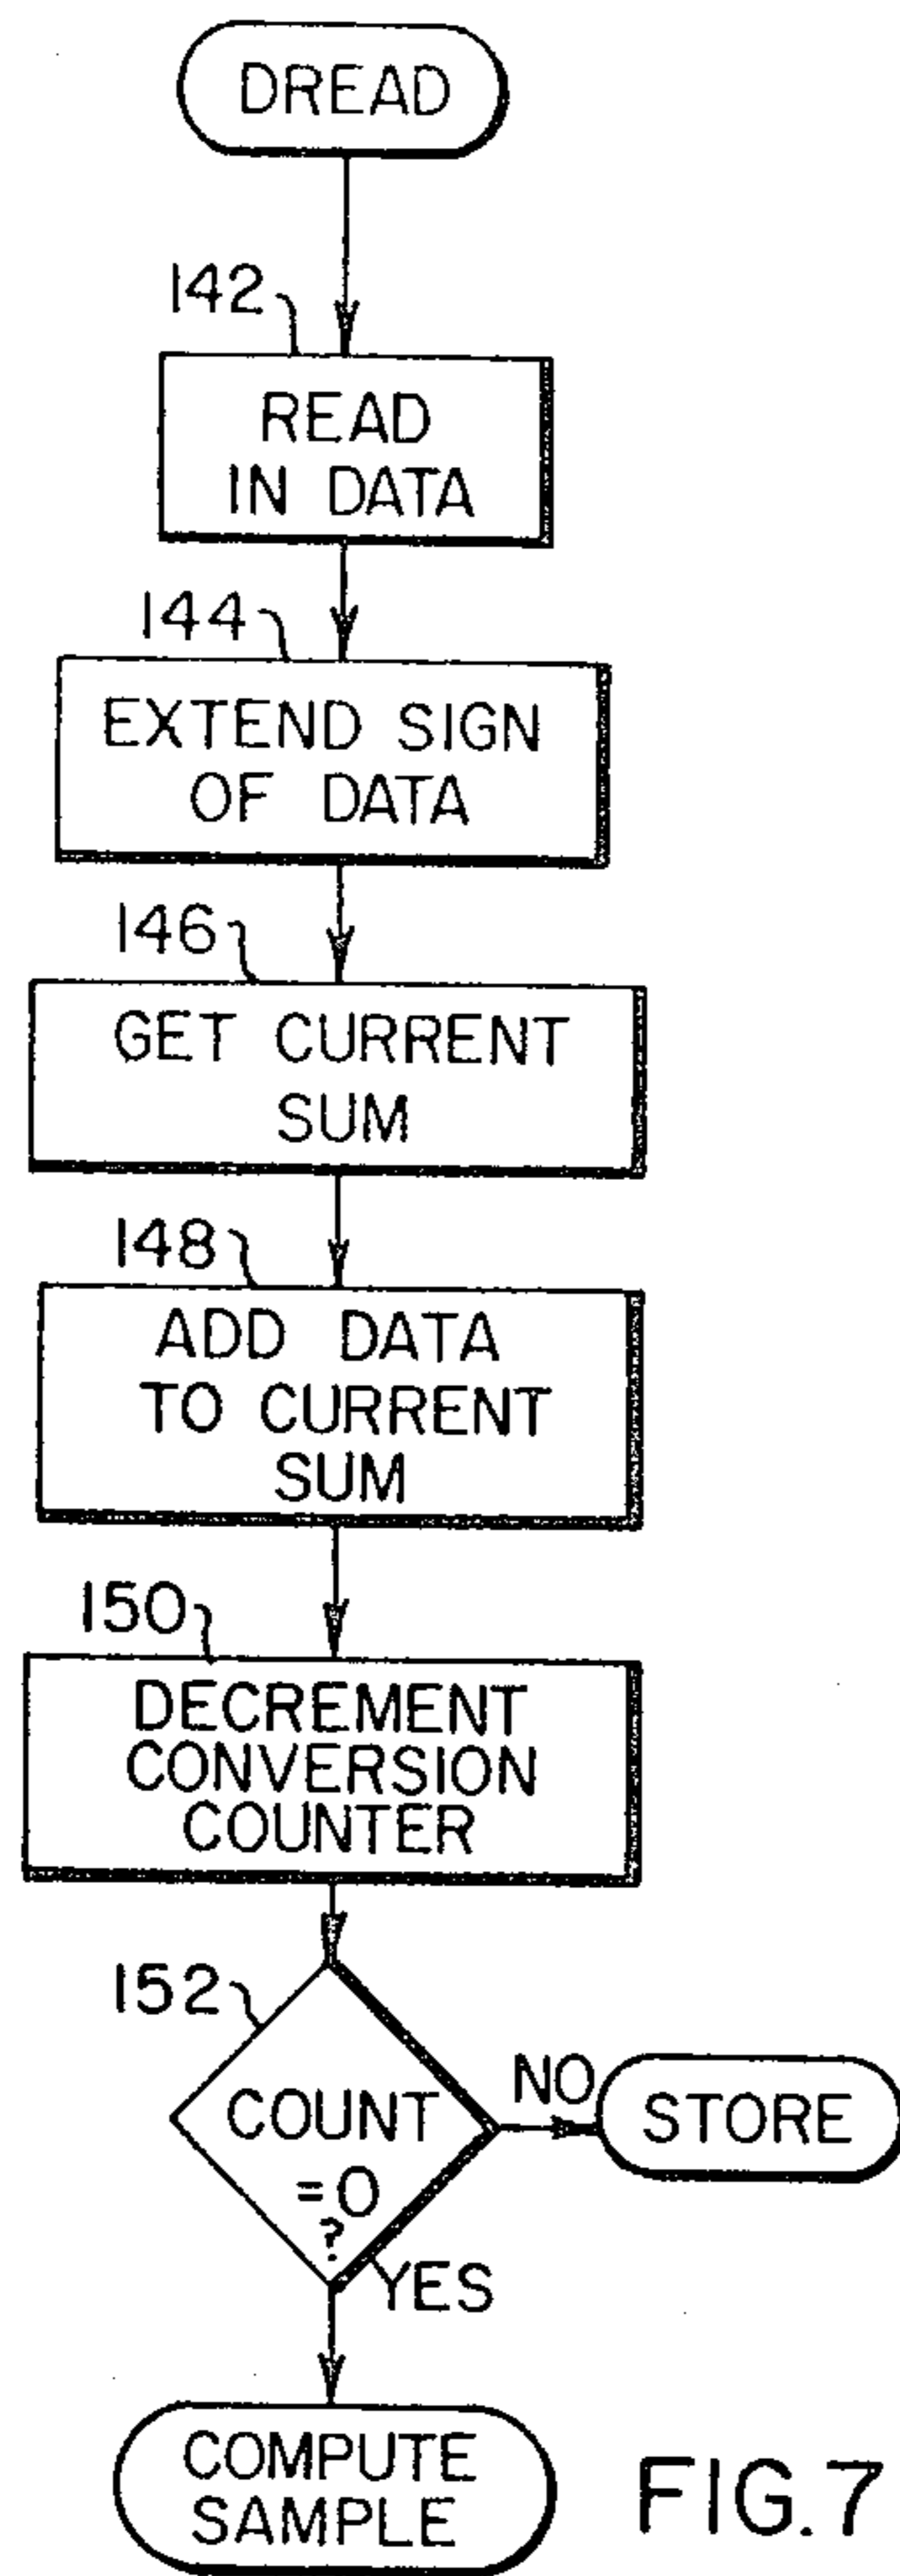 DREAD
142
READ
IN DATA
144
EXTEND SIGN
OF DATA
146
GET CURRENT
SUM
148
ADD DATA
TO CURRENT
SUM
150
DECREMENT
CONVERSION
COUNTER
152
COUNT
=0
?
NO
STORE
YES
COMPUTE
SAMPLE
FIG.7